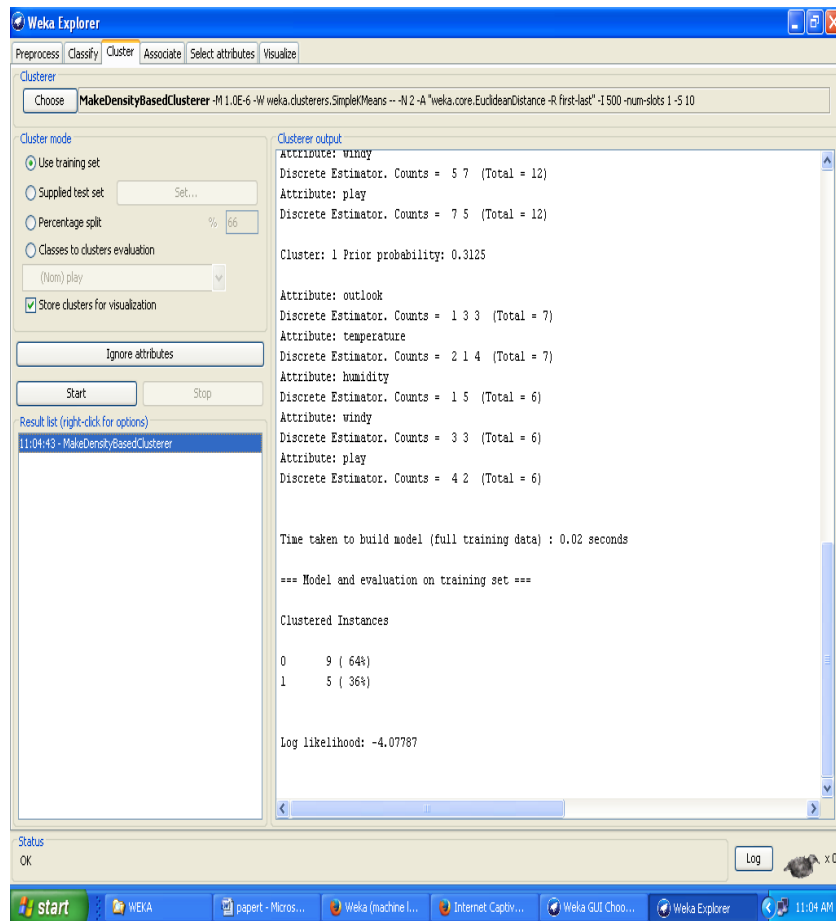 Weka Explorer
Preprocess Classify Cluster Associate Select attributes Visualize
Clusterer
Choose MakeDensityBasedClusterer -M 1.0E-6 -W weka.clusterers.SimpleKMeans -- -N 2 -A "weka.core.EuclideanDistance -R first-last" -I 500 -num-slots 1 -S 10
Cluster mode
Use training set
Supplied test set Set...
Percentage split % 66
Classes to clusters evaluation
(Nom) play
Store clusters for visualization
Ignore attributes
Start Stop
Result list (right-click for options)
11:04:43 - MakeDensityBasedClusterer
Clusterer output
Attribute: windy
Discrete Estimator. Counts = 5 7 (Total = 12)
Attribute: play
Discrete Estimator. Counts = 7 5 (Total = 12)
Cluster: 1 Prior probability: 0.3125
Attribute: outlook
Discrete Estimator. Counts = 1 3 3 (Total = 7)
Attribute: temperature
Discrete Estimator. Counts = 2 1 4 (Total = 7)
Attribute: humidity
Discrete Estimator. Counts = 1 5 (Total = 6)
Attribute: windy
Discrete Estimator. Counts = 3 3 (Total = 6)
Attribute: play
Discrete Estimator. Counts = 4 2 (Total = 6)
Time taken to build model (full training data) : 0.02 seconds
=== Model and evaluation on training set ===
Clustered Instances
0 9 ( 64%)
1 5 ( 36%)
Log likelihood: -4.07787
Status
OK
Log x 0
start WEKA papert - Micros... Weka (machine l... Internet Captiv... Weka GUI Choo... Weka Explorer 11:04 AM